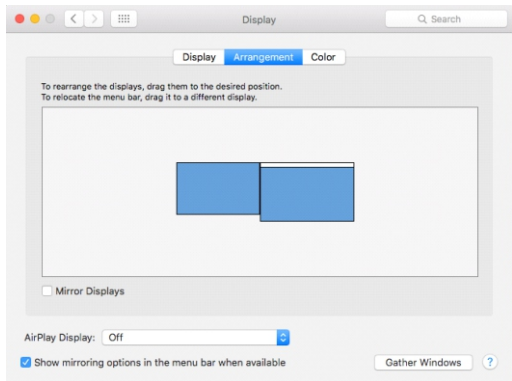 Display
Search
Display Arrangement Color
To rearrange the displays, drag them to the desired position.
To relocate the menu bar, drag it to a different display.
Mirror Displays
AirPlay Display: Off
Show mirroring options in the menu bar when available
Gather Windows
?